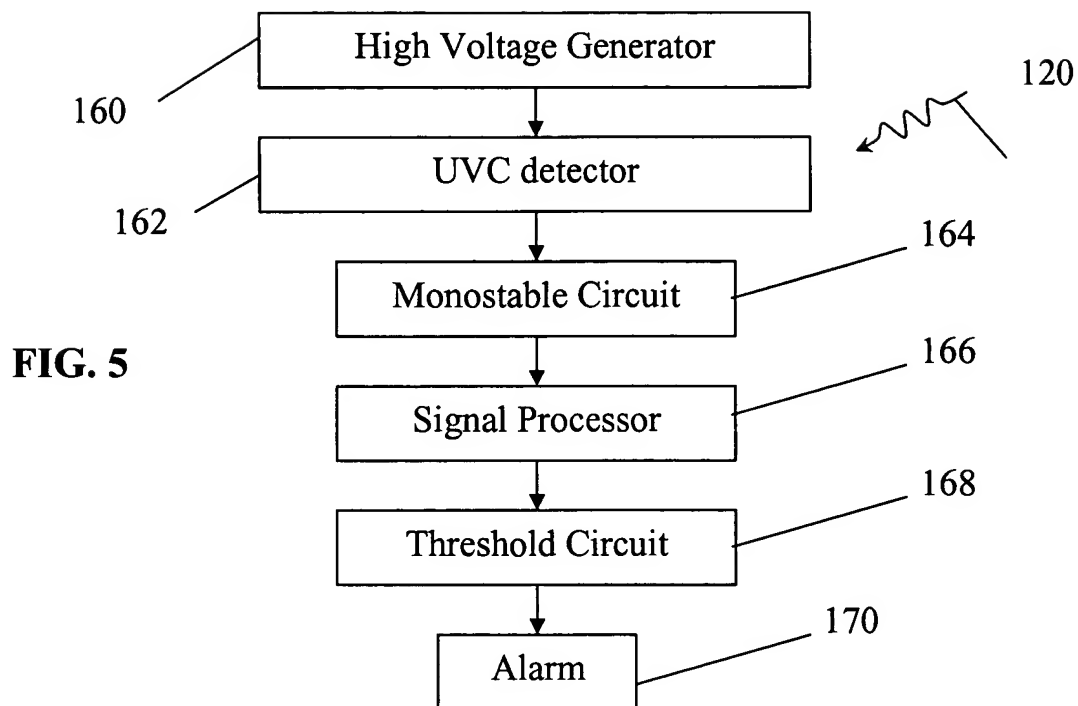 High Voltage Generator
160
120
UVC detector
162
164
Monostable Circuit
FIG. 5
166
Signal Processor
168
Threshold Circuit
170
Alarm